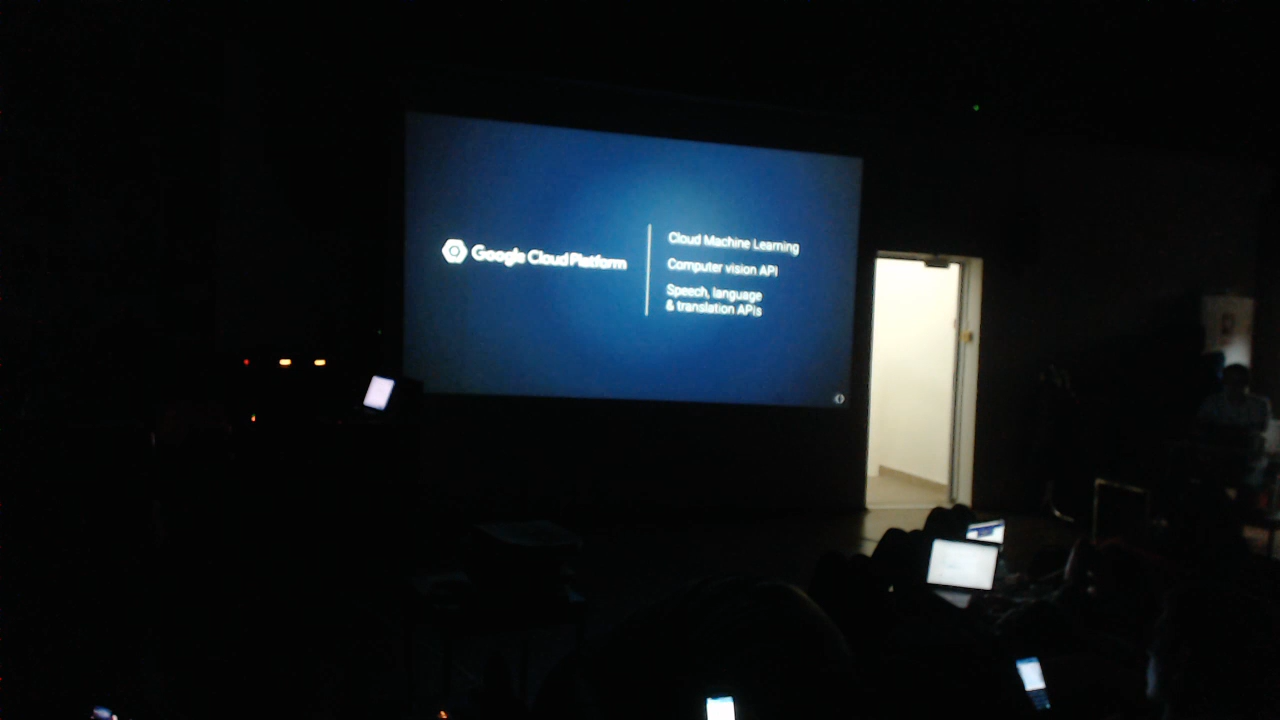 Google Cloud Platform
Cloud Machine Learning
Computer vision API
Speech, language
& translation APIs